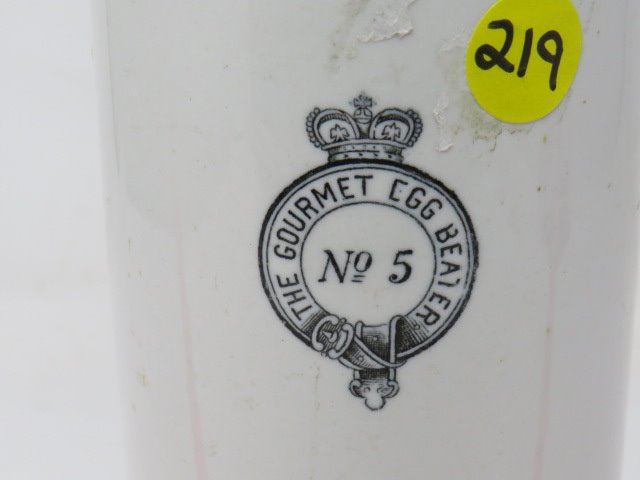 219
THE GOURMET EGG BEATER
Nº 5